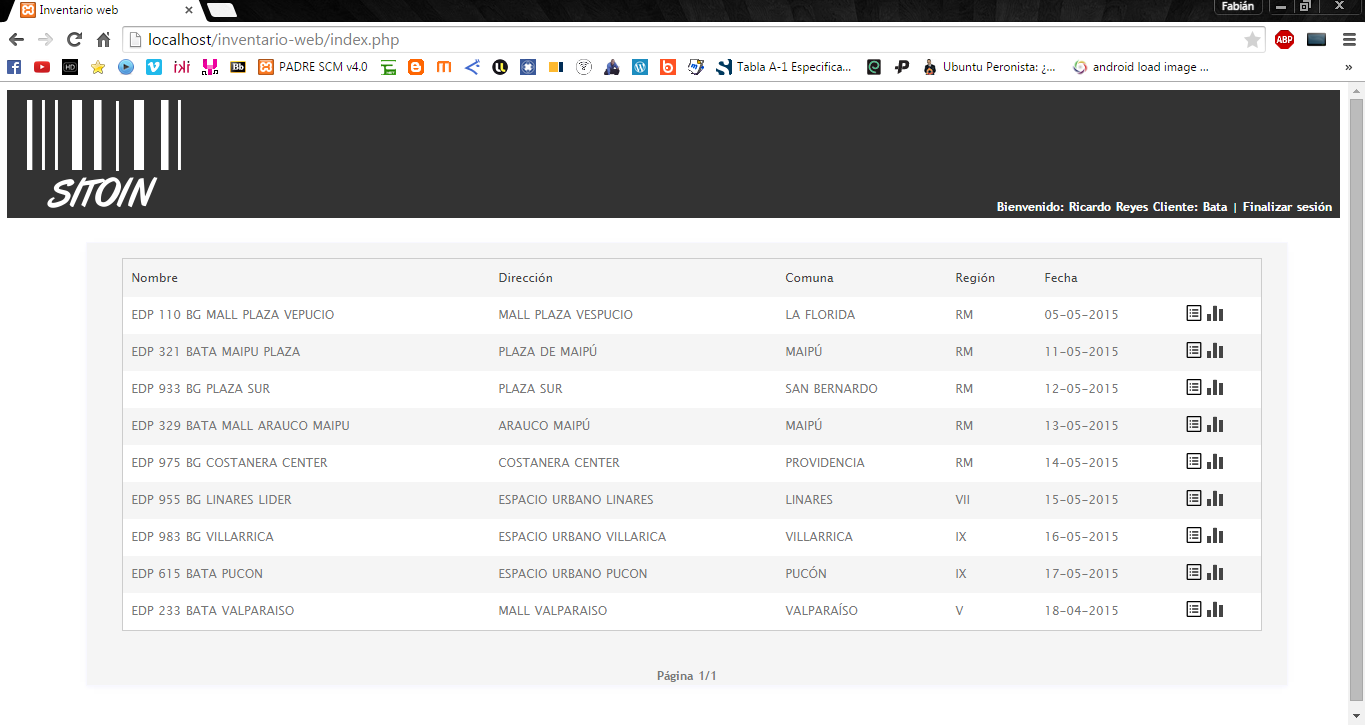 Inventario web
Fabián
localhost/inventario-web/index.php
ABP
HD
iʞi
Bb
PADRE SCM v4.0
Tabla A-1 Especifica...
Ubuntu Peronista: ¿...
android load image ...
»
SITOIN
Bienvenido: Ricardo Reyes Cliente: Bata | Finalizar sesión
Nombre Dirección Comuna Región Fecha
EDP 110 BG MALL PLAZA VEPUCIO MALL PLAZA VESPUCIO LA FLORIDA RM 05-05-2015
EDP 321 BATA MAIPU PLAZA PLAZA DE MAIPÚ MAIPÚ RM 11-05-2015
EDP 933 BG PLAZA SUR PLAZA SUR SAN BERNARDO RM 12-05-2015
EDP 329 BATA MALL ARAUCO MAIPU ARAUCO MAIPÚ MAIPÚ RM 13-05-2015
EDP 975 BG COSTANERA CENTER COSTANERA CENTER PROVIDENCIA RM 14-05-2015
EDP 955 BG LINARES LIDER ESPACIO URBANO LINARES LINARES VII 15-05-2015
EDP 983 BG VILLARRICA ESPACIO URBANO VILLARICA VILLARRICA IX 16-05-2015
EDP 615 BATA PUCON ESPACIO URBANO PUCON PUCÓN IX 17-05-2015
EDP 233 BATA VALPARAISO MALL VALPARAISO VALPARAÍSO V 18-04-2015
Página 1/1